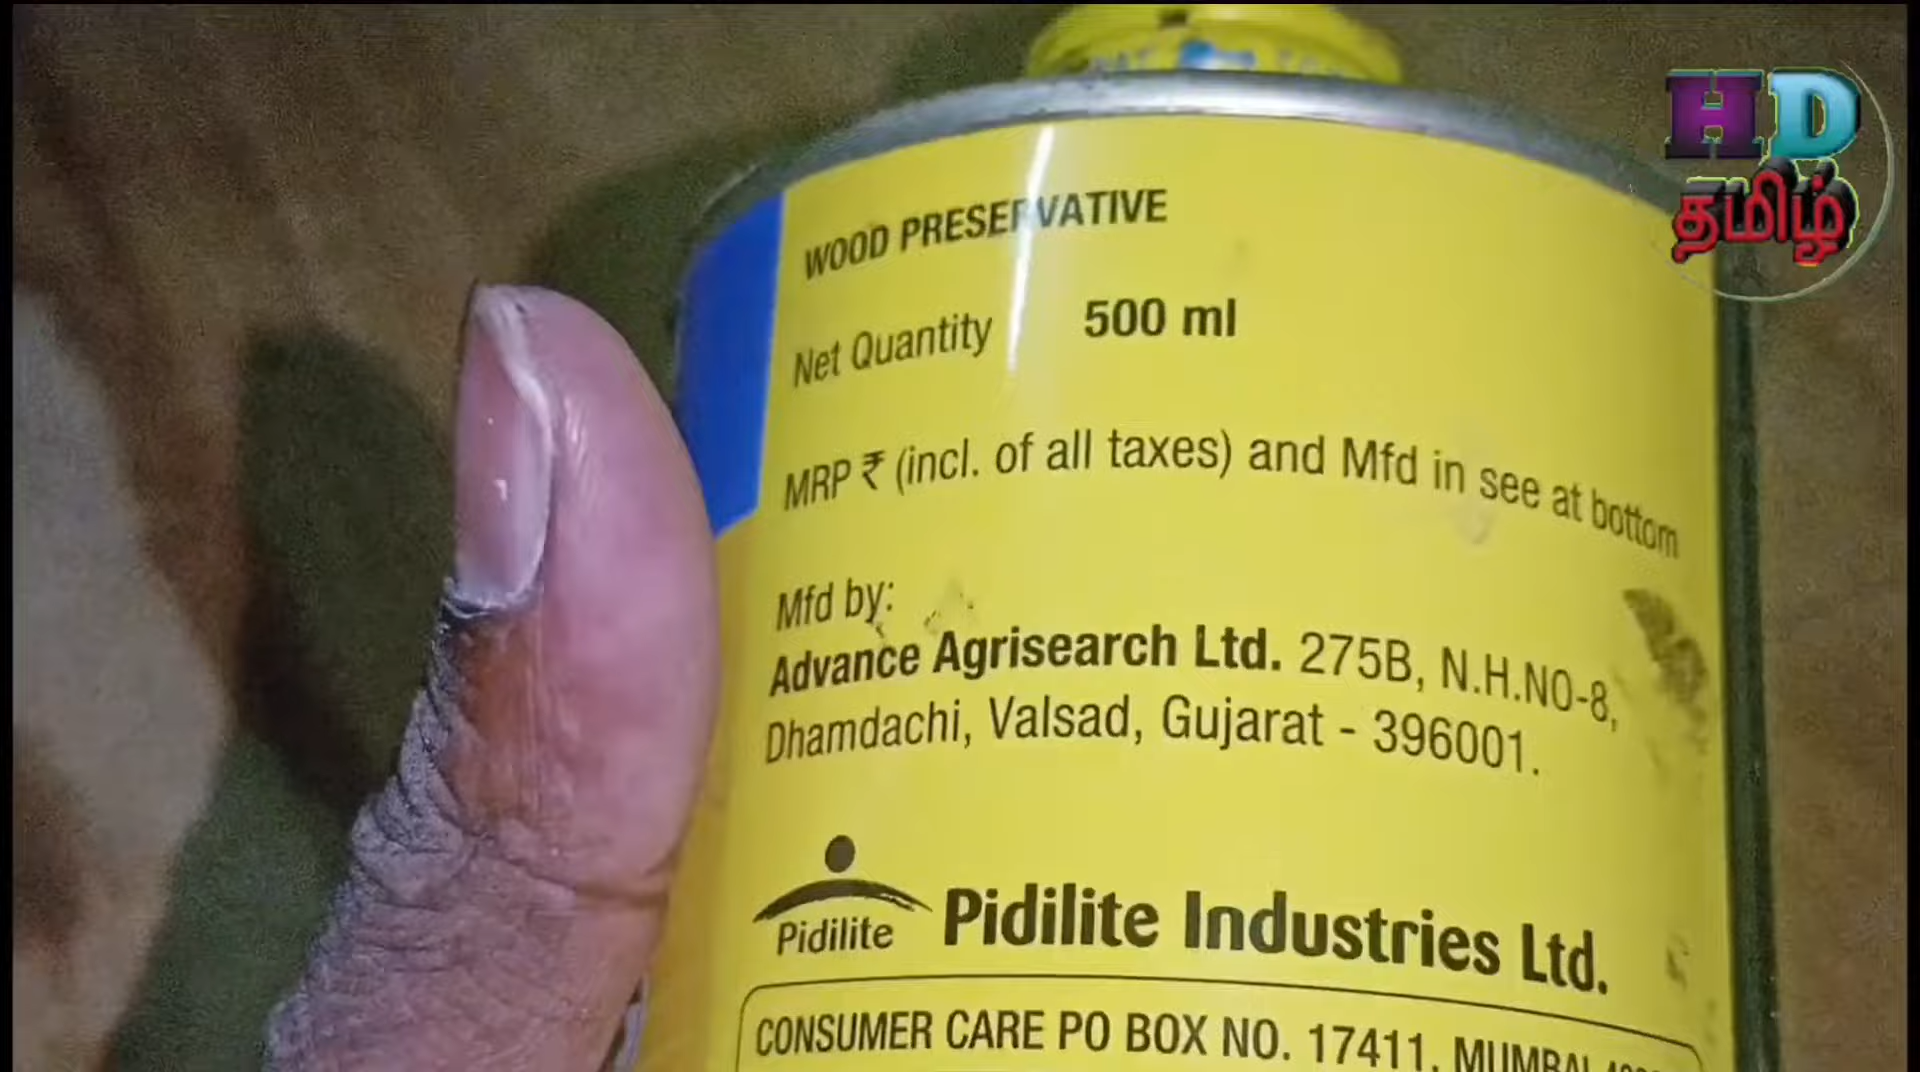 HD
தமிழ்
WOOD PRESERVATIVE
Net Quantity 500 ml
MRP ₹ (incl. of all taxes) and Mfd in see at bottom
Mfd by:
Advance Agrisearch Ltd. 275B, N.H.NO-8,
Dhamdachi, Valsad, Gujarat - 396001.
Pidilite Pidilite Industries Ltd.
CONSUMER CARE PO BOX NO. 17411, MUMBAI